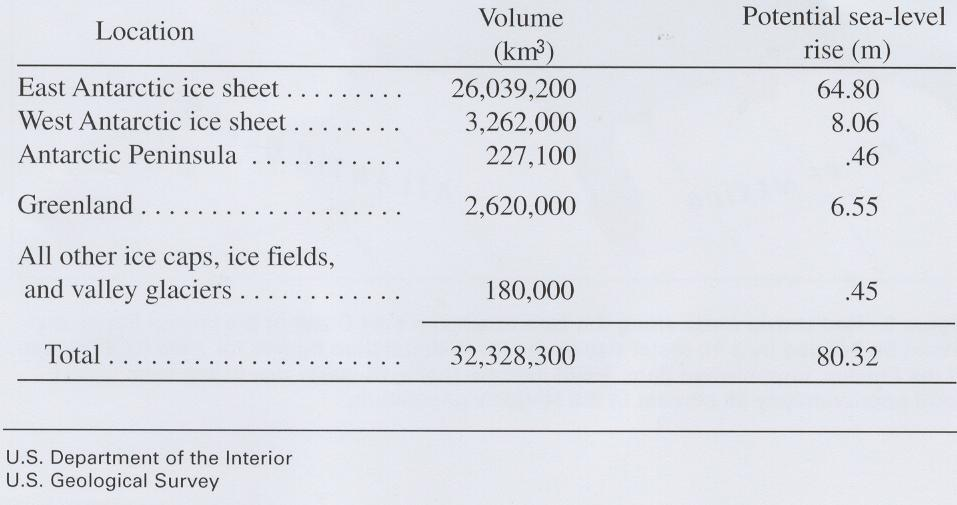 Location Volume (km³) Potential sea-level rise (m)
East Antarctic ice sheet . . . . . . . . . 26,039,200 64.80
West Antarctic ice sheet . . . . . . . . 3,262,000 8.06
Antarctic Peninsula . . . . . . . . . . . 227,100 .46
Greenland . . . . . . . . . . . . . . . . . . . 2,620,000 6.55
All other ice caps, ice fields,
and valley glaciers . . . . . . . . . . . . 180,000 .45
Total . . . . . . . . . . . . . . . . . . . . . 32,328,300 80.32
U.S. Department of the Interior
U.S. Geological Survey